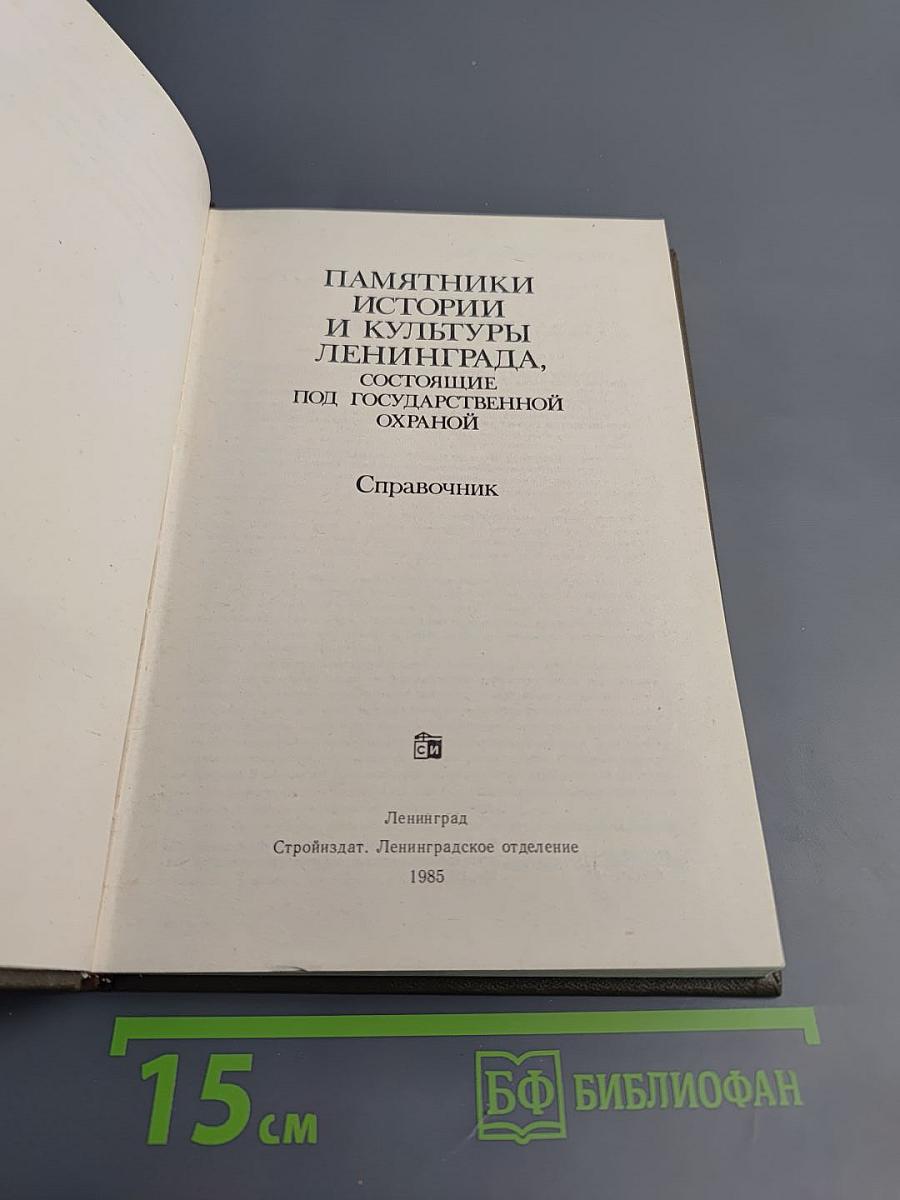 ПАМЯТНИКИ
ИСТОРИИ
И КУЛЬТУРЫ
ЛЕНИНГРАДА,
СОСТОЯЩИЕ
ПОД ГОСУДАРСТВЕННОЙ
ОХРАНОЙ
Справочник
СИ
Ленинград
Стройиздат. Ленинградское отделение
1985
15 см
БФ БИБЛИОФАН